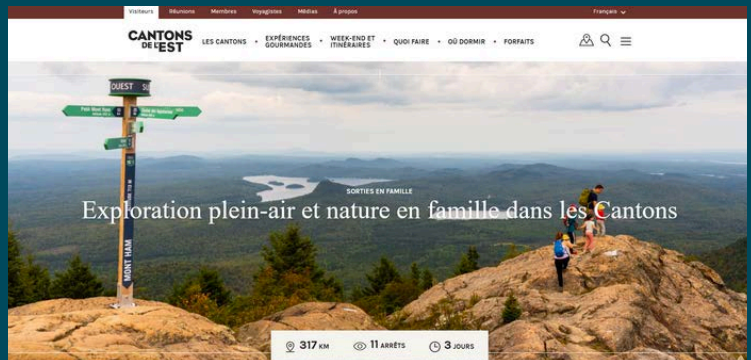 Visiteurs Réunions Membres Voyagistes Médias À propos Français
CANTONS
DE L'EST
LES CANTONS • EXPÉRIENCES GOURMANDES • WEEK-END ET ITINÉRAIRES • QUOI FAIRE • OÙ DORMIR • FORFAITS
OUEST SU
MONT HAM
SORTIES EN FAMILLE
Exploration plein-air et nature en famille dans les Cantons
317 KM 11 ARRÊTS 3 JOURS